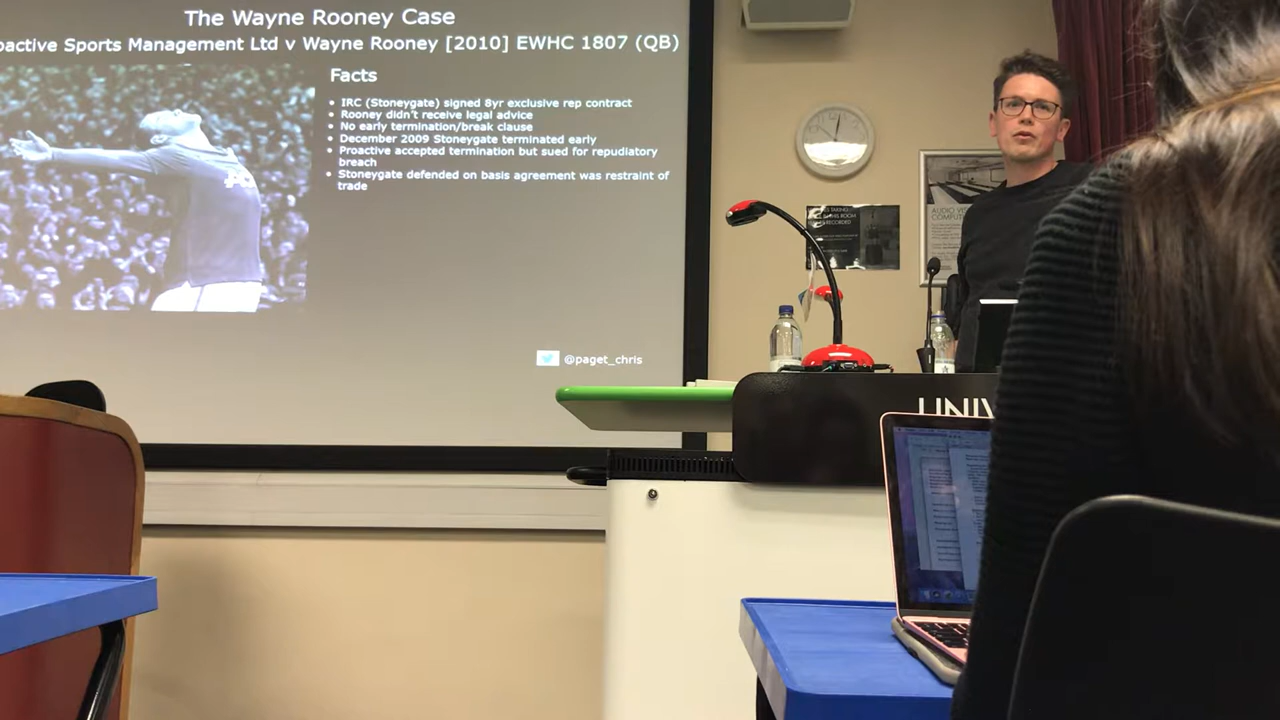 The Wayne Rooney Case
oactive Sports Management Ltd v Wayne Rooney [2010] EWHC 1807 (QB)
Facts
• IRC (Stoneygate) signed 8yr exclusive rep contract
• Rooney didn't receive legal advice
• No early termination/break clause
• December 2009 Stoneygate terminated early
• Proactive accepted termination but sued for repudiatory
breach
• Stoneygate defended on basis agreement was restraint of
trade
@paget_chris
AUDIO
UNIV